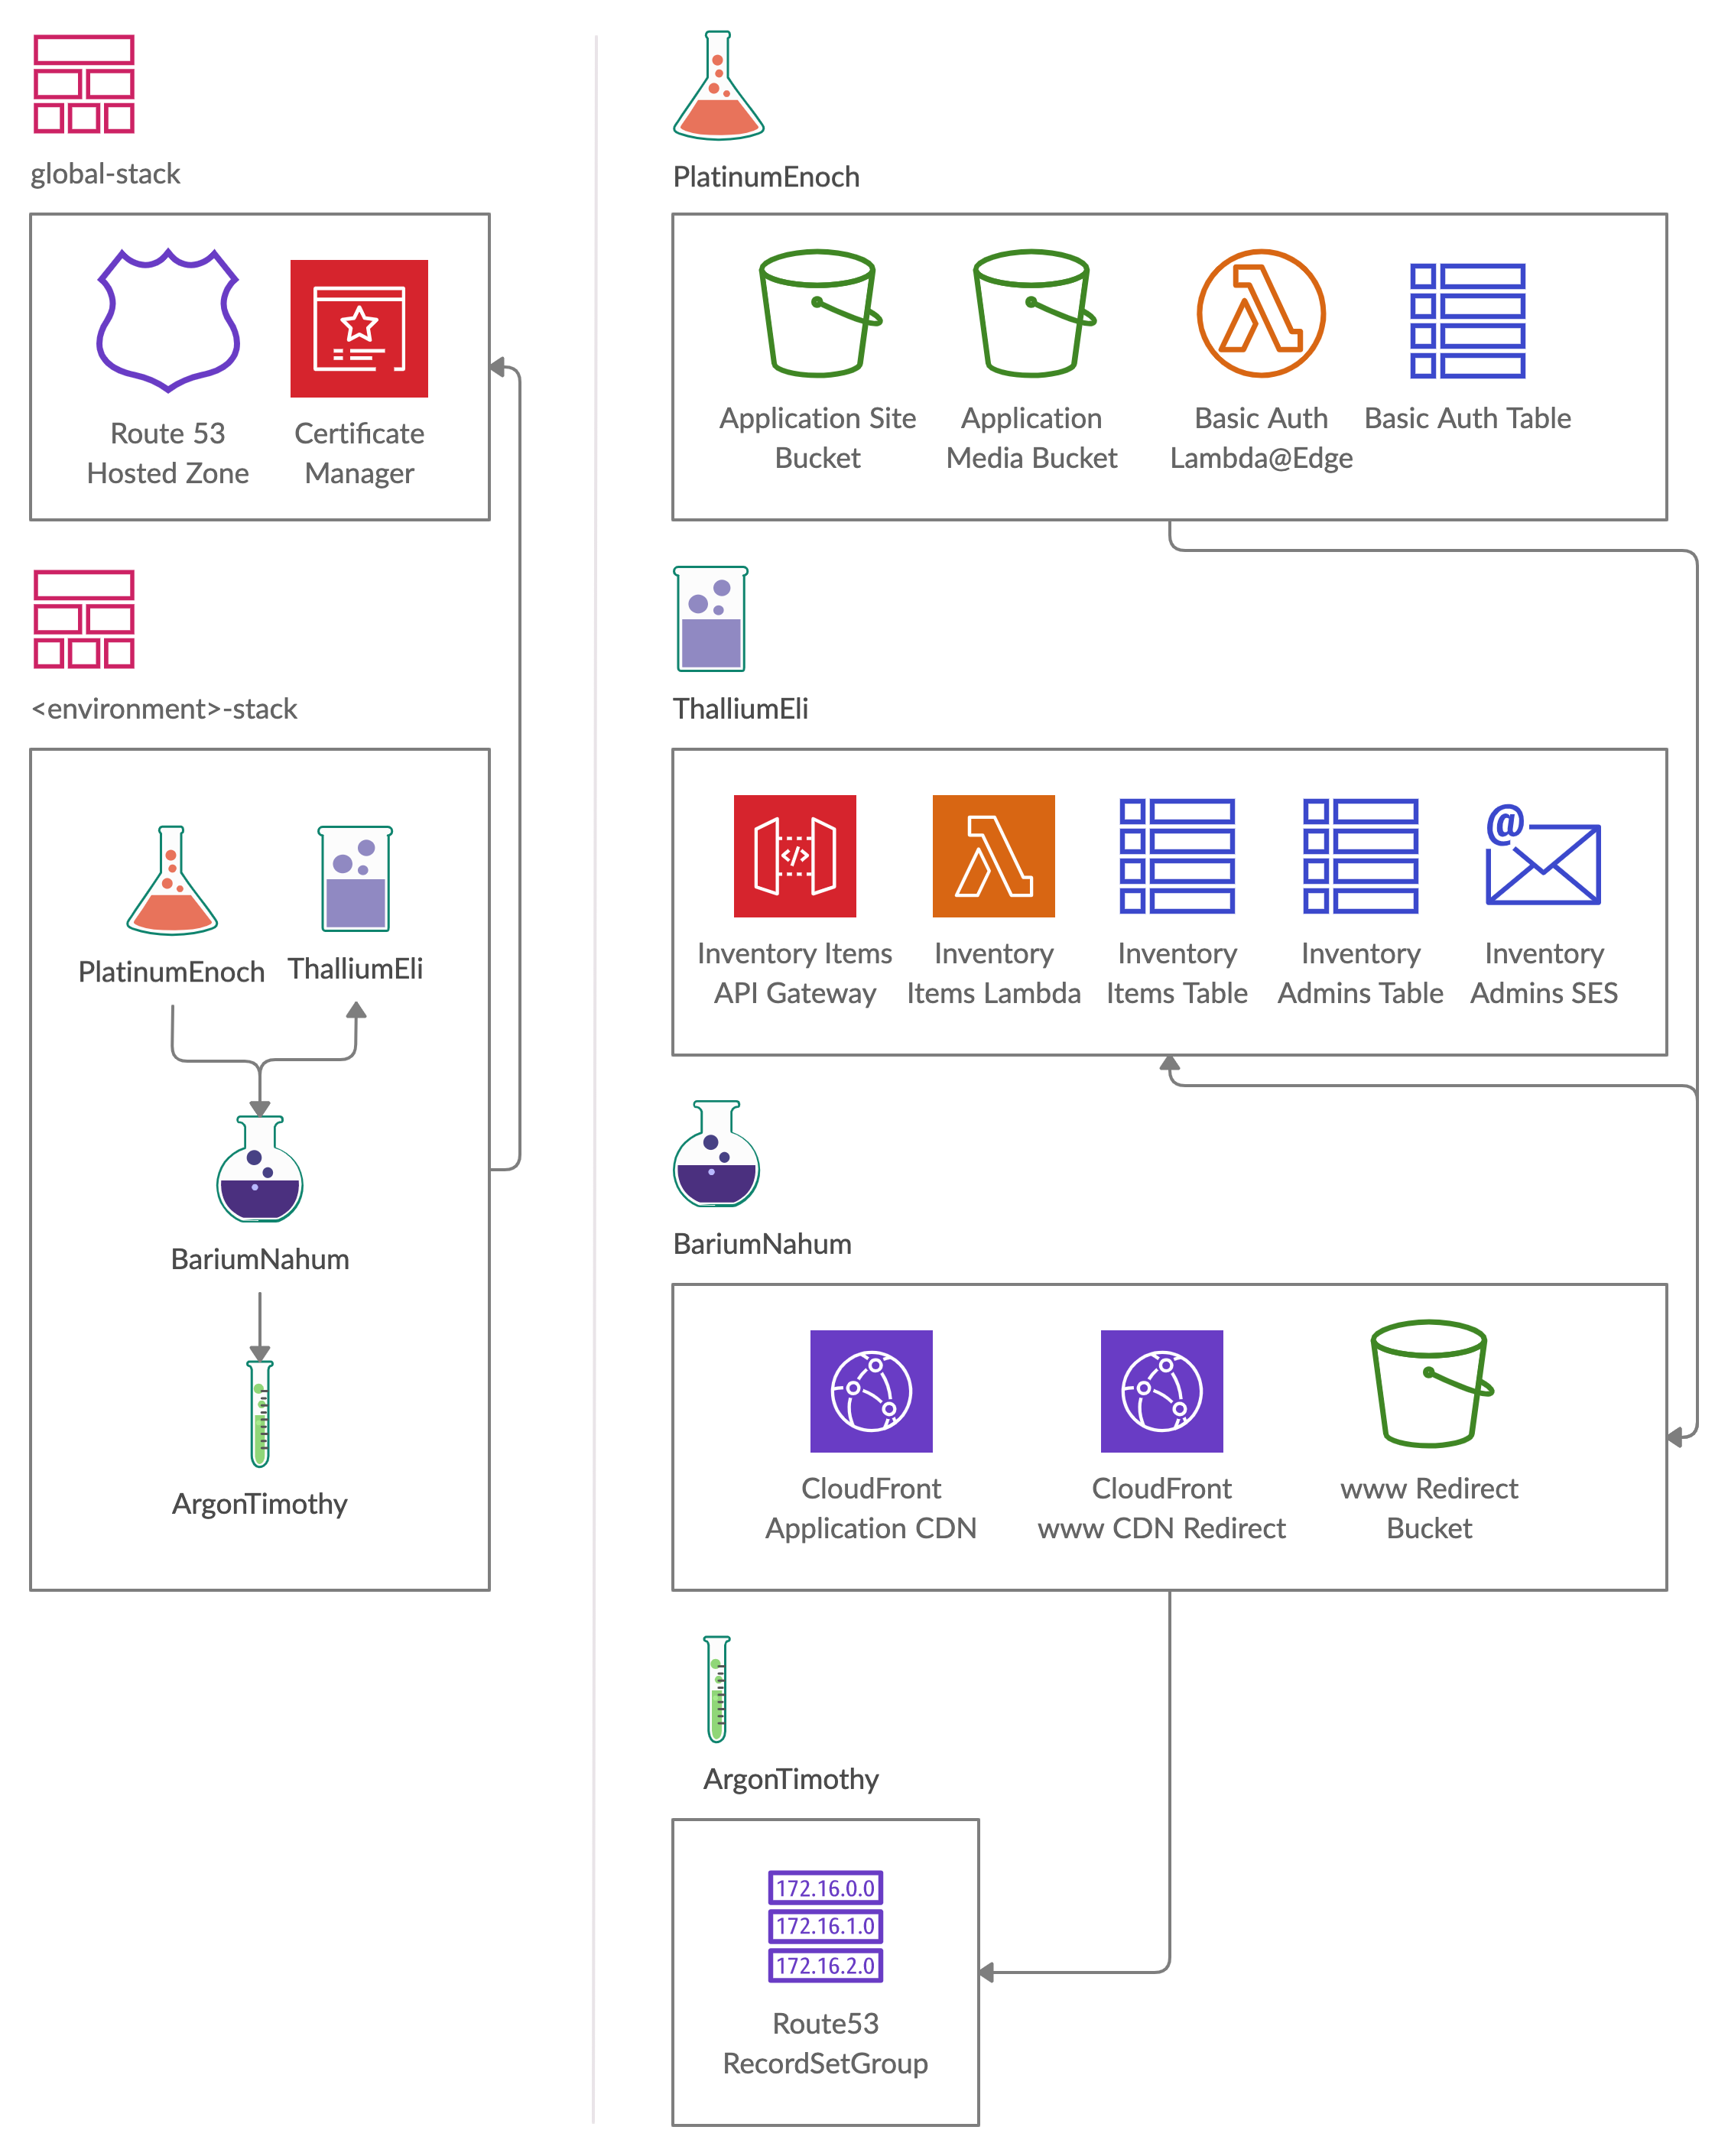 global-stack
Route 53
Hosted Zone
Certificate
Manager
<environment>-stack
PlatinumEnoch
ThalliumEli
BariumNahum
ArgonTimothy
PlatinumEnoch
Application Site
Bucket
Application
Media Bucket
Basic Auth
Lambda@Edge
Basic Auth Table
ThalliumEli
</>
@
Inventory Items
API Gateway
Inventory
Items Lambda
Inventory
Items Table
Inventory
Admins Table
Inventory
Admins SES
BariumNahum
CloudFront
Application CDN
CloudFront
www CDN Redirect
www Redirect
Bucket
ArgonTimothy
172.16.0.0
172.16.1.0
172.16.2.0
Route53
RecordSetGroup